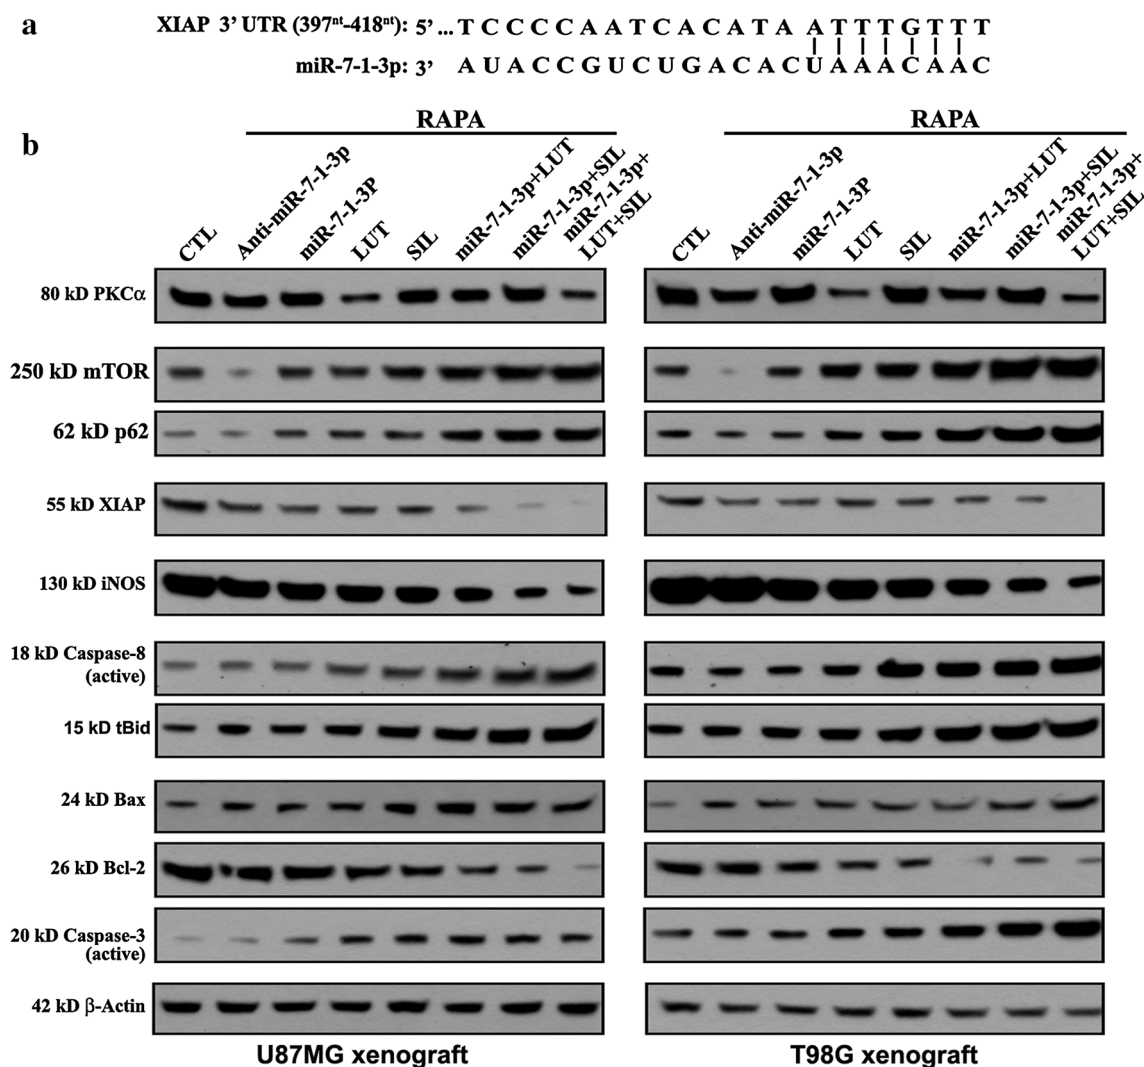 a
XIAP 3' UTR (397nt-418nt): 5' ... T C C C C A A T C A C A T A A T T T G T T T
miR-7-1-3p: 3' A U A C C G U C U G A C A C U A A A C A A C
b
RAPA
RAPA
CTL
Anti-miR-7-1-3p
miR-7-1-3P
LUT
SIL
miR-7-1-3p+LUT
miR-7-1-3p+SIL
miR-7-1-3p+
LUT+SIL
CTL
Anti-miR-7-1-3p
miR-7-1-3P
LUT
SIL
miR-7-1-3p+LUT
miR-7-1-3p+SIL
miR-7-1-3p+
LUT+SIL
80 kD PKCα
250 kD mTOR
62 kD p62
55 kD XIAP
130 kD iNOS
18 kD Caspase-8
(active)
15 kD tBid
24 kD Bax
26 kD Bcl-2
20 kD Caspase-3
(active)
42 kD β-Actin
U87MG xenograft
T98G xenograft